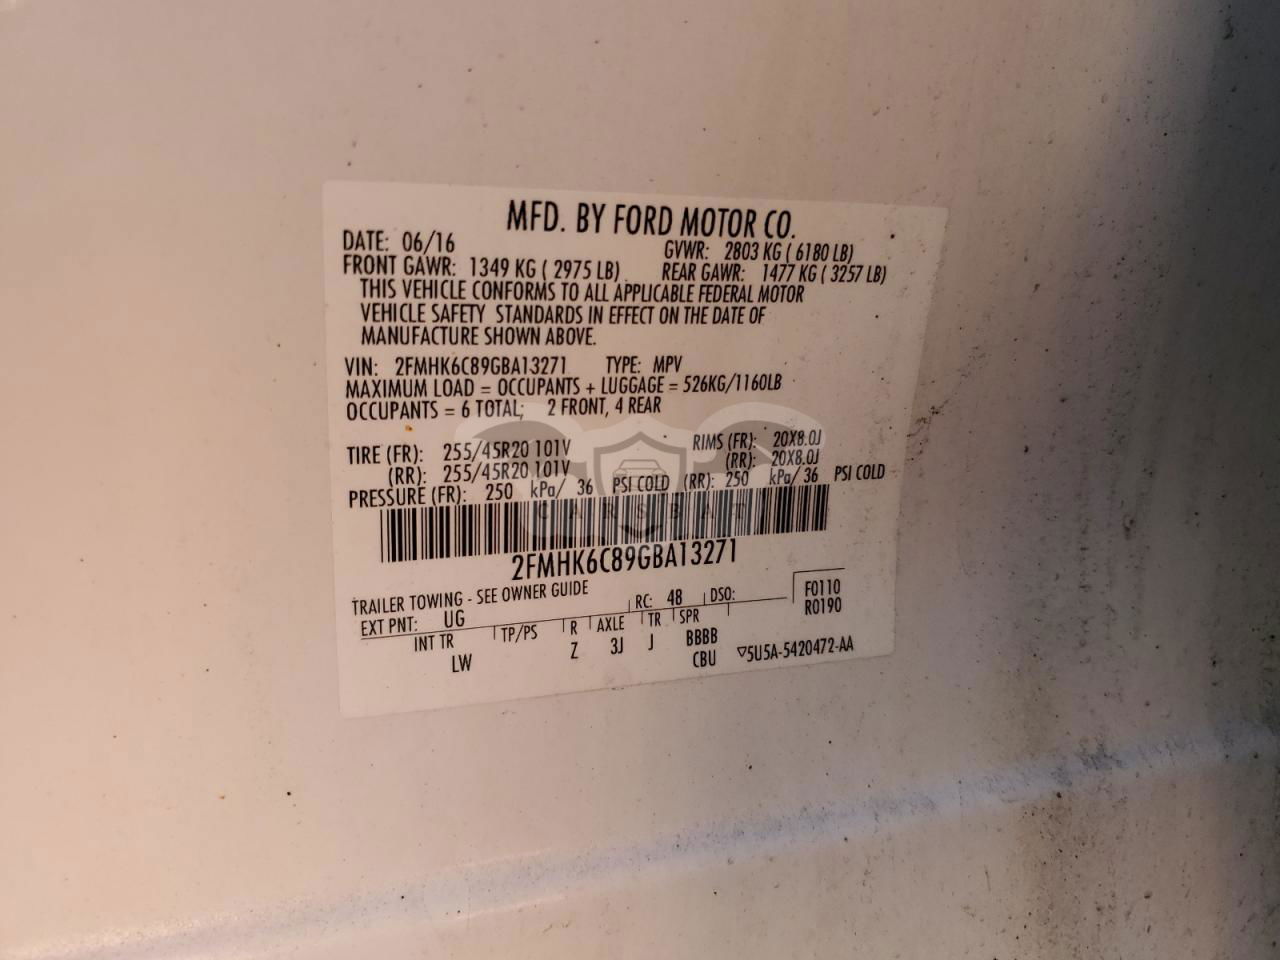 MFD. BY FORD MOTOR CO.
DATE: 06/16 GVWR: 2803 KG ( 6180 LB)
FRONT GAWR: 1349 KG ( 2975 LB) REAR GAWR: 1477 KG ( 3257 LB)
THIS VEHICLE CONFORMS TO ALL APPLICABLE FEDERAL MOTOR
VEHICLE SAFETY STANDARDS IN EFFECT ON THE DATE OF
MANUFACTURE SHOWN ABOVE.
VIN: 2FMHK6C89GBA13271 TYPE: MPV
MAXIMUM LOAD = OCCUPANTS + LUGGAGE = 526KG/1160LB
OCCUPANTS = 6 TOTAL; 2 FRONT, 4 REAR
TIRE (FR): 255/45R20 101V RIMS (FR): 20X8.0J
(RR): 255/45R20 101V (RR): 20X8.0J
PRESSURE (FR): 250 kPa/ 36 PSI COLD (RR): 250 kPa/ 36 PSI COLD
CARSBAT
2FMHK6C89GBA13271
TRAILER TOWING - SEE OWNER GUIDE
EXT PNT: UG RC: 48 DSO: F0110
R0190
INT TR TP/PS R AXLE TR SPR
LW Z 3J J BBBB
CBU ▽5U5A-5420472-AA